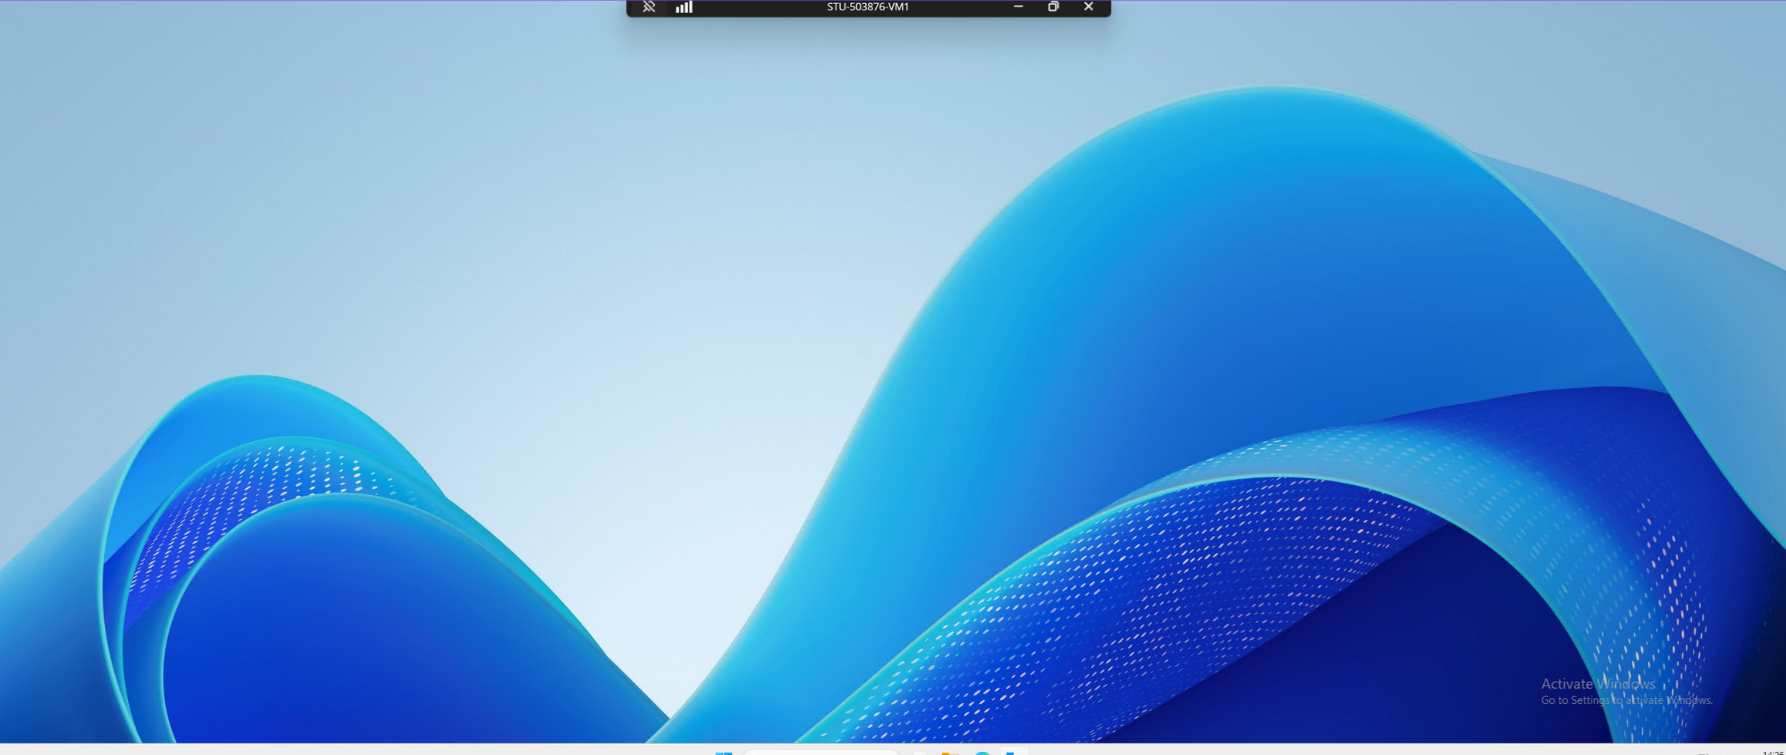 STU-503876-VM1
Activate Windows
Go to Settings to activate Windows.